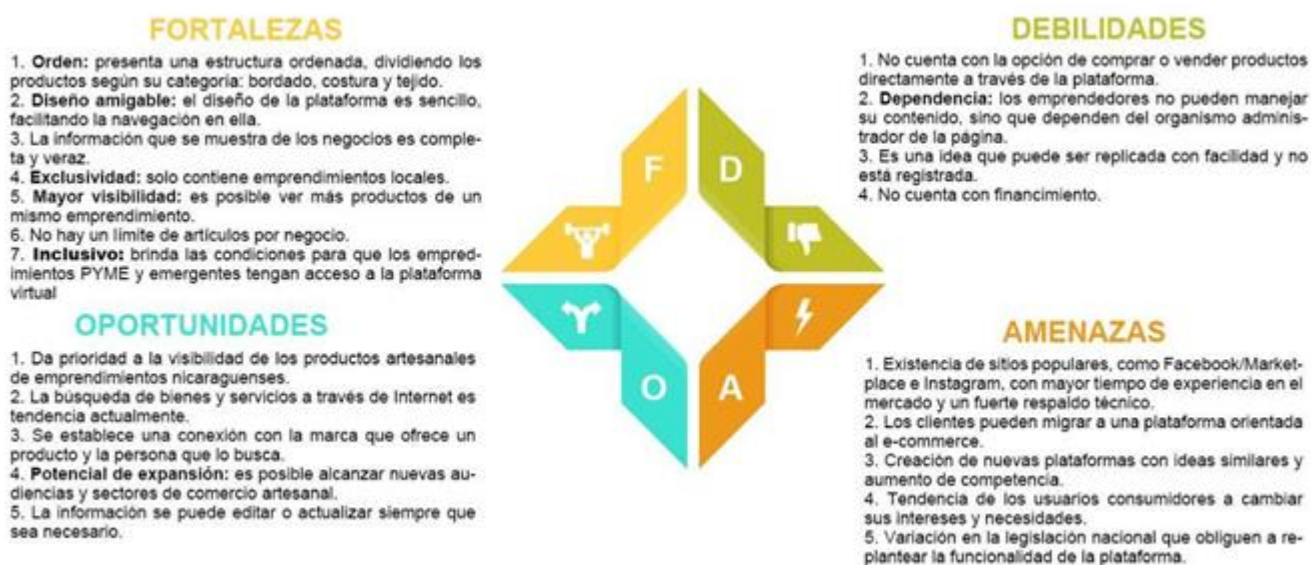 FORTALEZAS
1. Orden: presenta una estructura ordenada, dividiendo los
productos según su categoría: bordado, costura y tejido.
2. Diseño amigable: el diseño de la plataforma es sencillo,
facilitando la navegación en ella.
3. La información que se muestra de los negocios es comple-
ta y veraz.
4. Exclusividad: solo contiene emprendimientos locales.
5. Mayor visibilidad: es posible ver más productos de un
mismo emprendimiento.
6. No hay un límite de artículos por negocio.
7. Inclusivo: brinda las condiciones para que los empred-
imientos PYME y emergentes tengan acceso a la plataforma
virtual
DEBILIDADES
1. No cuenta con la opción de comprar o vender productos
directamente a través de la plataforma.
2. Dependencia: los emprendedores no pueden manejar
su contenido, sino que dependen del organismo adminis-
trador de la página.
3. Es una idea que puede ser replicada con facilidad y no
está registrada.
4. No cuenta con financimiento.
F
D
O
A
OPORTUNIDADES
1. Da prioridad a la visibilidad de los productos artesanales
de emprendimientos nicaraguenses.
2. La búsqueda de bienes y servicios a través de Internet es
tendencia actualmente.
3. Se establece una conexión con la marca que ofrece un
producto y la persona que lo busca.
4. Potencial de expansión: es posible alcanzar nuevas au-
diencias y sectores de comercio artesanal.
5. La información se puede editar o actualizar siempre que
sea necesario.
AMENAZAS
1. Existencia de sitios populares, como Facebook/Market-
place e Instagram, con mayor tiempo de experiencia en el
mercado y un fuerte respaldo técnico.
2. Los clientes pueden migrar a una plataforma orientada
al e-commerce.
3. Creación de nuevas plataformas con ideas similares y
aumento de competencia.
4. Tendencia de los usuarios consumidores a cambiar
sus intereses y necesidades.
5. Variación en la legislación nacional que obliguen a re-
plantear la funcionalidad de la plataforma.